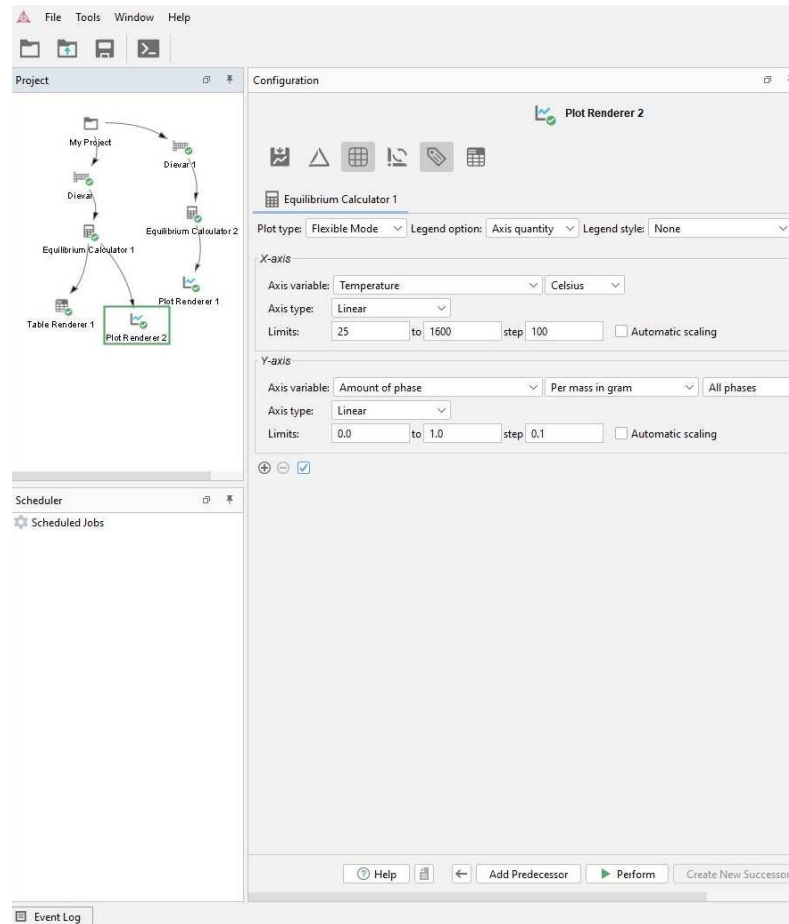 File Tools Window Help
Project
My Project
Dievar 1
Dievar
Equilibrium Calculator 2
Equilibrium Calculator 1
Plot Renderer 1
Table Renderer 1
Plot Renderer 2
Scheduler
Scheduled Jobs
Configuration
Plot Renderer 2
Equilibrium Calculator 1
Plot type: Flexible Mode Legend option: Axis quantity Legend style: None
X-axis
Axis variable: Temperature Celsius
Axis type: Linear
Limits: 25 to 1600 step 100 Automatic scaling
Y-axis
Axis variable: Amount of phase Per mass in gram All phases
Axis type: Linear
Limits: 0.0 to 1.0 step 0.1 Automatic scaling
Help Add Predecessor Perform Create New Successor
Event Log